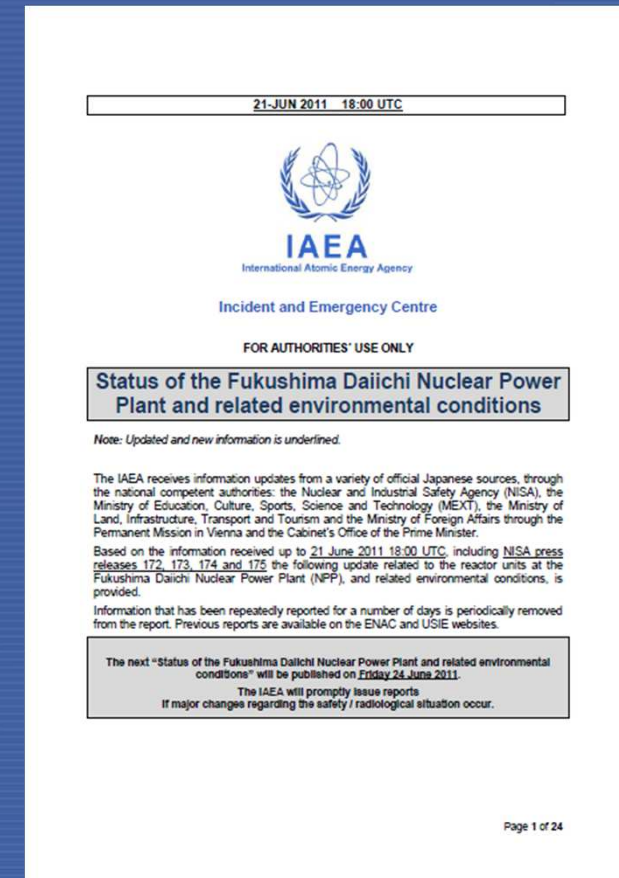 21-JUN 2011 18:00 UTC
IAEA
International Atomic Energy Agency
Incident and Emergency Centre
FOR AUTHORITIES' USE ONLY
Status of the Fukushima Daiichi Nuclear Power
Plant and related environmental conditions
Note: Updated and new information is underlined.
The IAEA receives information updates from a variety of official Japanese sources, through
the national competent authorities: the Nuclear and Industrial Safety Agency (NISA), the
Ministry of Education, Culture, Sports, Science and Technology (MEXT), the Ministry of
Land, Infrastructure, Transport and Tourism and the Ministry of Foreign Affairs through the
Permanent Mission in Vienna and the Cabinet's Office of the Prime Minister.
Based on the information received up to 21 June 2011 18:00 UTC, including NISA press
releases 172, 173, 174 and 175 the following update related to the reactor units at the
Fukushima Daiichi Nuclear Power Plant (NPP), and related environmental conditions, is
provided.
Information that has been repeatedly reported for a number of days is periodically removed
from the report. Previous reports are available on the ENAC and USIE websites.
The next “Status of the Fukushima Daiichi Nuclear Power Plant and related environmental
conditions” will be published on Friday 24 June 2011.
The IAEA will promptly issue reports
if major changes regarding the safety / radiological situation occur.
Page 1 of 24